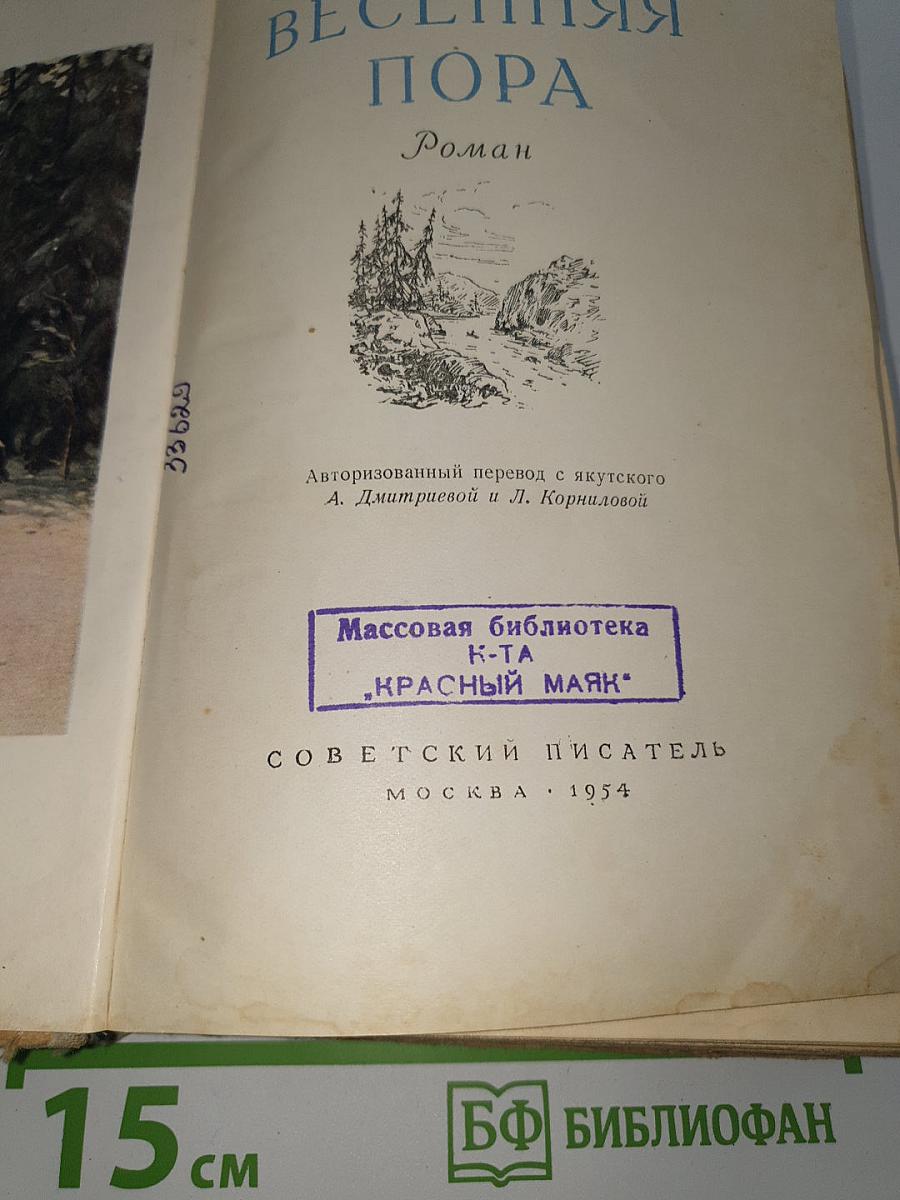 ВЕСЕННЯЯ
ПОРА
Роман
33629
Авторизованный перевод с якутского
А. Дмитриевой и Л. Корниловой
Массовая библиотека
К-ТА
„КРАСНЫЙ МАЯК“
СОВЕТСКИЙ ПИСАТЕЛЬ
МОСКВА · 1954
15 см
БФ БИБЛИОФАН